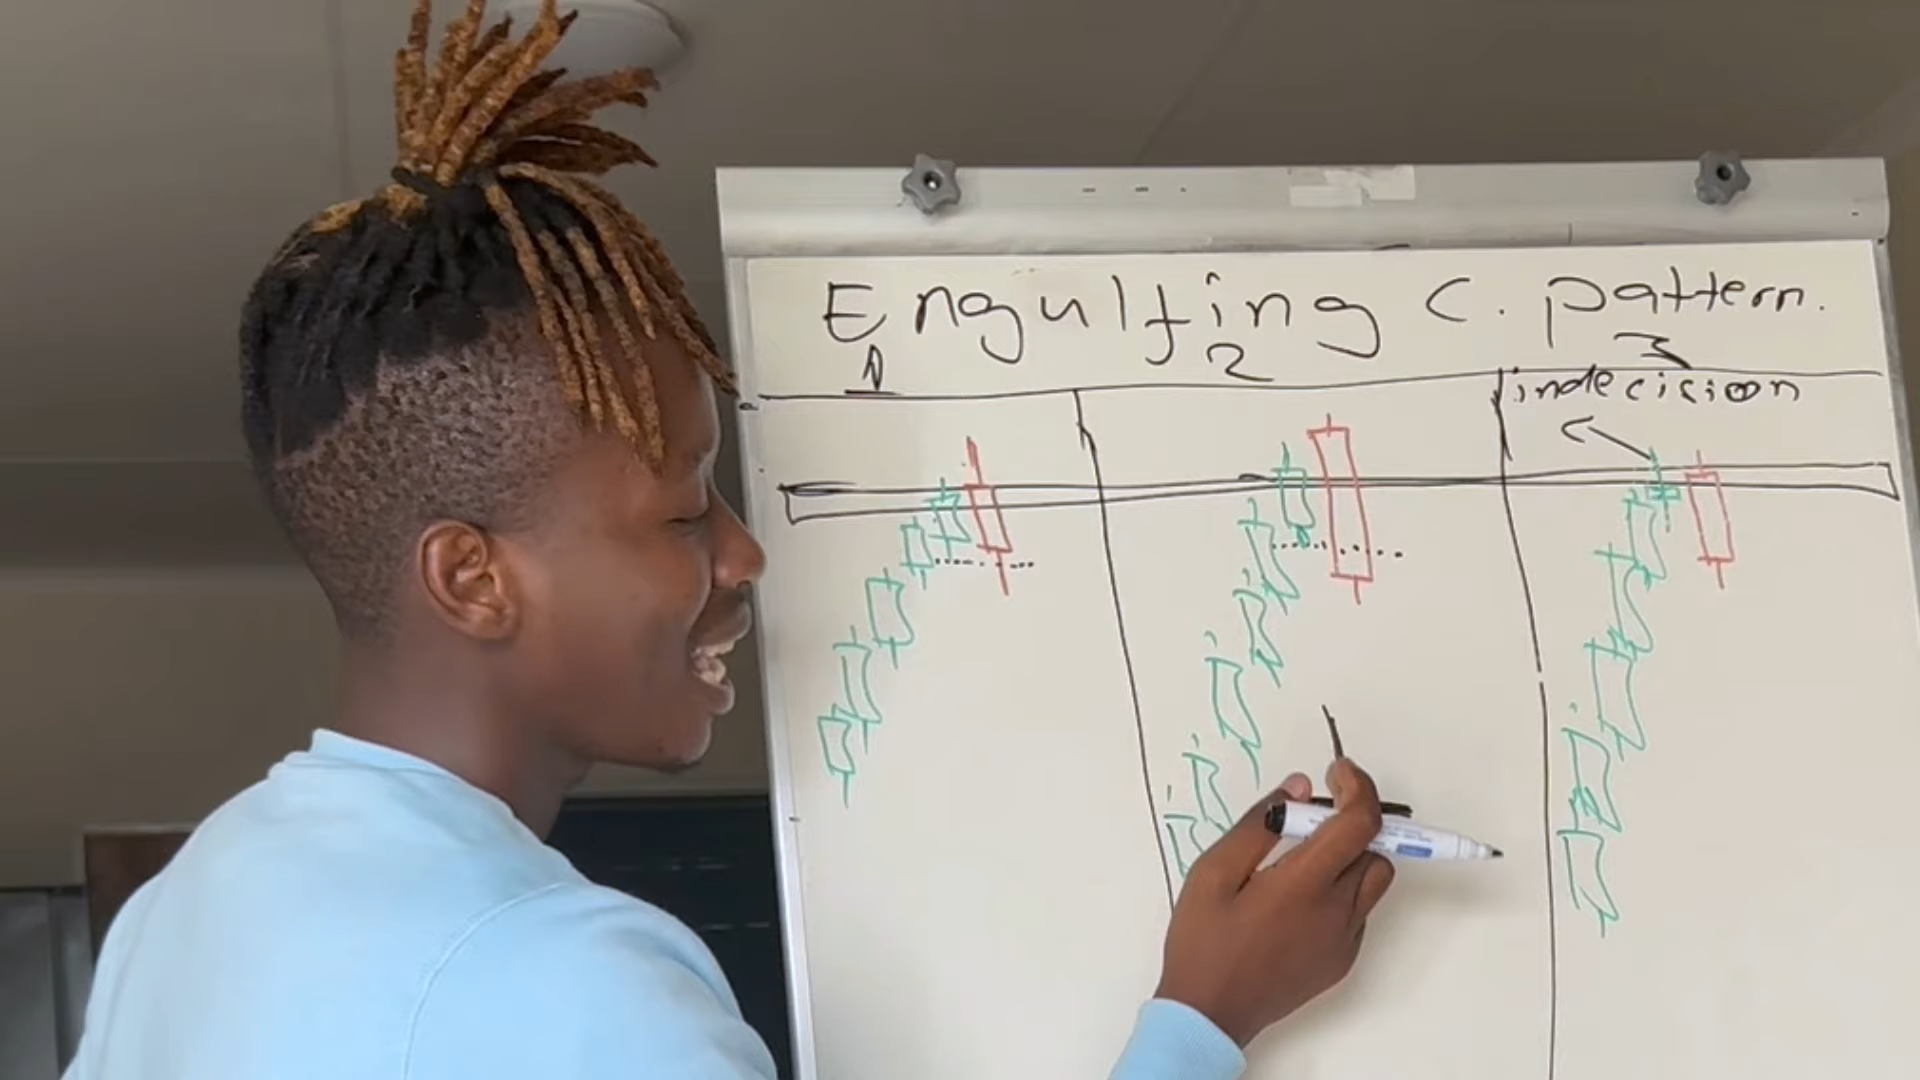 Engulfing C. pattern.
1 2 3
indecision